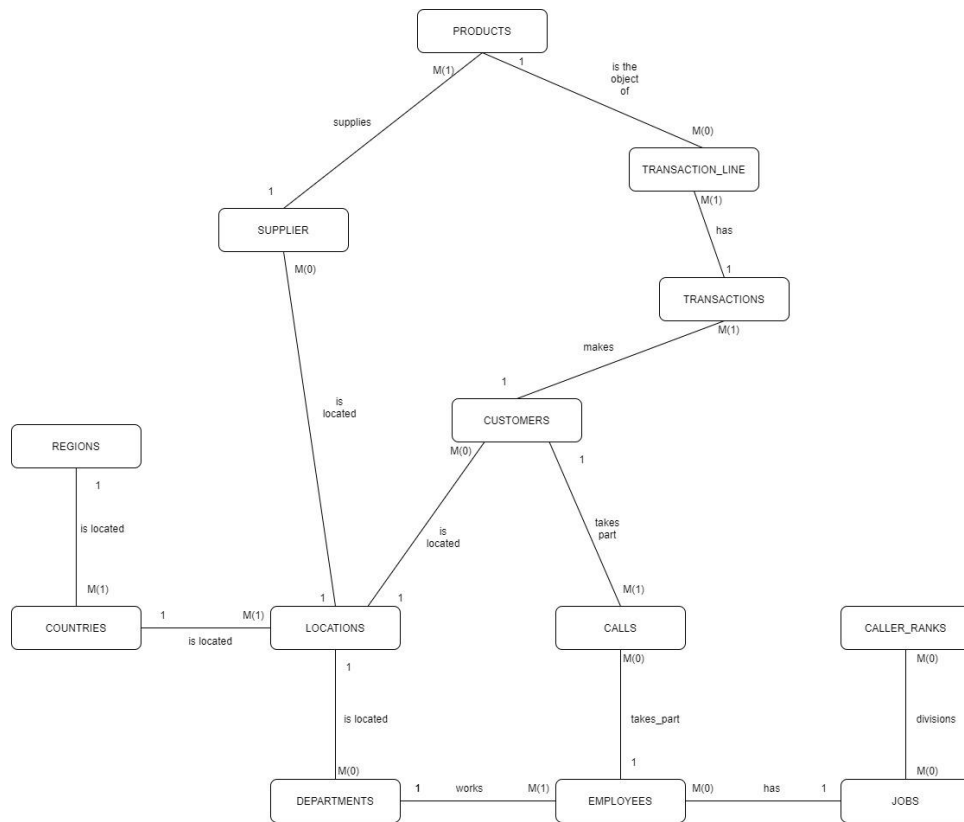 PRODUCTS
M(1)
1
is the
object
of
supplies
M(0)
TRANSACTION_LINE
1
M(1)
SUPPLIER
has
M(0)
1
TRANSACTIONS
M(1)
makes
1
is
located
CUSTOMERS
REGIONS
M(0)
1
1
is located
is
located
takes
part
M(1)
1
1
M(1)
1
M(1)
COUNTRIES
is located
LOCATIONS
CALLS
CALLER_RANKS
1
M(0)
M(0)
is located
takes_part
divisions
M(0)
1
M(0)
DEPARTMENTS
1
works
M(1)
EMPLOYEES
M(0)
has
1
JOBS